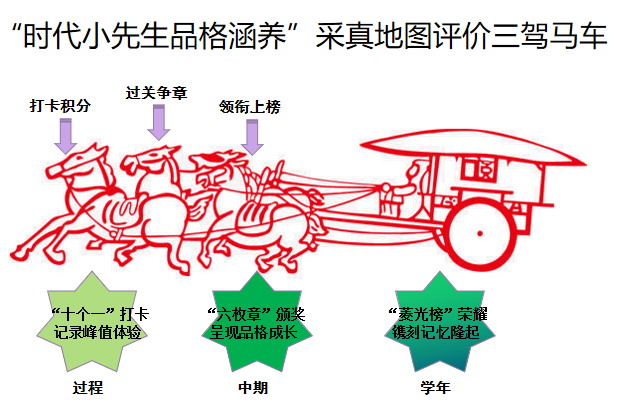 “时代小先生品格涵养”采真地图评价三驾马车
打卡积分
过关争章
领衔上榜
“十个一”打卡
记录峰值体验
“六枚章”颁奖
呈现品格成长
“菱光榜”荣耀
镌刻记忆隆起
过程
中期
学年